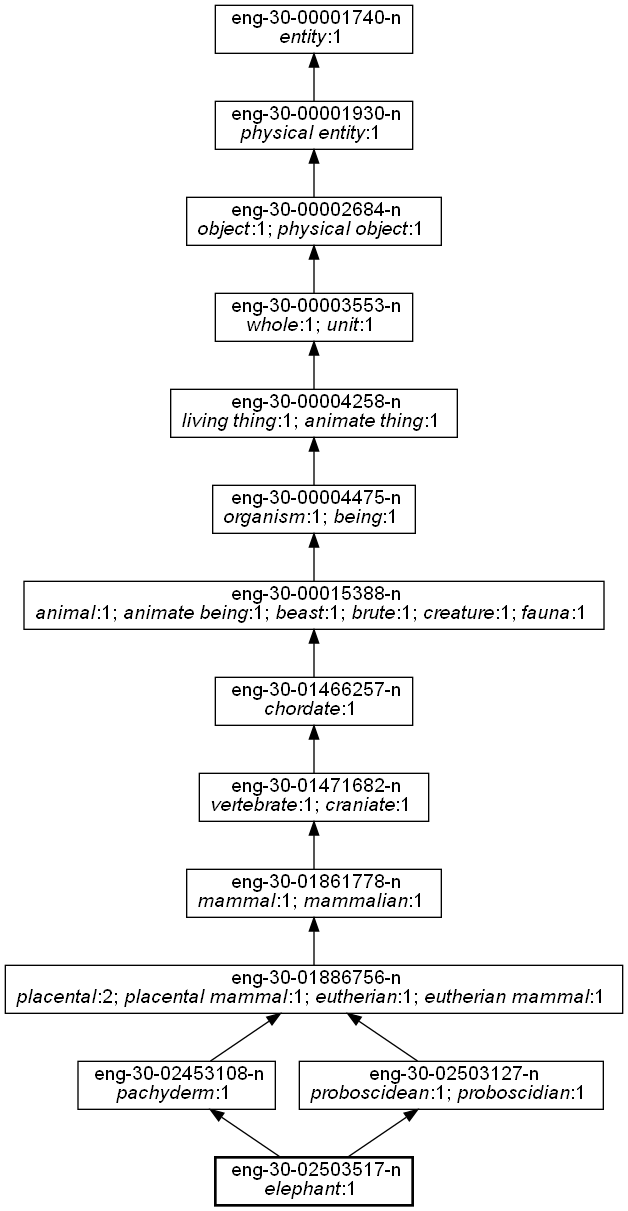 eng-30-00001740-n
entity:1
eng-30-00001930-n
physical entity:1
eng-30-00002684-n
object:1; physical object:1
eng-30-00003553-n
whole:1; unit:1
eng-30-00004258-n
living thing:1; animate thing:1
eng-30-00004475-n
organism:1; being:1
eng-30-00015388-n
animal:1; animate being:1; beast:1; brute:1; creature:1; fauna:1
eng-30-01466257-n
chordate:1
eng-30-01471682-n
vertebrate:1; craniate:1
eng-30-01861778-n
mammal:1; mammalian:1
eng-30-01886756-n
placental:2; placental mammal:1; eutherian:1; eutherian mammal:1
eng-30-02453108-n
pachyderm:1
eng-30-02503127-n
proboscidean:1; proboscidian:1
eng-30-02503517-n
elephant:1